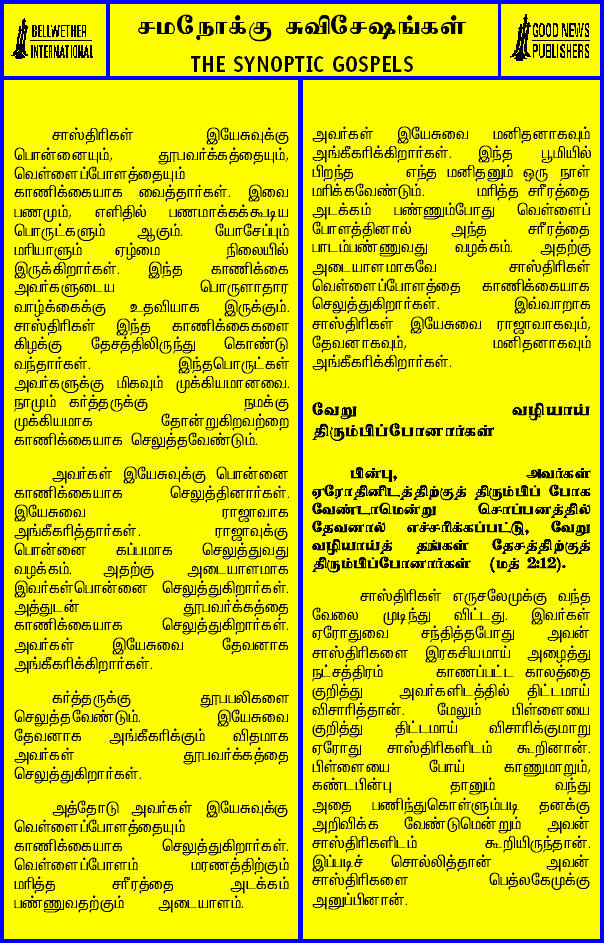 BELLWETHER
INTERNATIONAL
சமநோக்கு சுவிசேஷங்கள்
THE SYNOPTIC GOSPELS
GOOD NEWS
PUBLISHERS
சாஸ்திரிகள் இயேசுவுக்கு
பொன்னையும், தூபவர்க்கத்தையும்,
வெள்ளைப்போளத்தையும்
காணிக்கையாக வைத்தார்கள். இவை
பணமும், எளிதில் பணமாக்கக்கூடிய
பொருட்களும் ஆகும். யோசேப்பும்
மரியாளும் ஏழ்மை நிலையில்
இருக்கிறார்கள். இந்த காணிக்கை
அவர்களுடைய பொருளாதார
வாழ்க்கைக்கு உதவியாக இருக்கும்.
சாஸ்திரிகள் இந்த காணிக்கைகளை
கிழக்கு தேசத்திலிருந்து கொண்டு
வந்தார்கள். இந்தபொருட்கள்
அவர்களுக்கு மிகவும் முக்கியமானவை.
நாமும் கர்த்தருக்கு நமக்கு
முக்கியமாக தோன்றுகிறவற்றை
காணிக்கையாக செலுத்தவேண்டும்.
அவர்கள் இயேசுவுக்கு பொன்னை
காணிக்கையாக செலுத்தினார்கள்.
இயேசுவை ராஜாவாக
அங்கீகரித்தார்கள். ராஜாவுக்கு
பொன்னை கப்பமாக செலுத்துவது
வழக்கம். அதற்கு அடையாளமாக
இவர்கள்பொன்னை செலுத்துகிறார்கள்.
அத்துடன் தூபவர்க்கத்தை
காணிக்கையாக செலுத்துகிறார்கள்.
அவர்கள் இயேசுவை தேவனாக
அங்கீகரிக்கிறார்கள்.
கர்த்தருக்கு தூபபலிகளை
செலுத்தவேண்டும். இயேசுவை
தேவனாக அங்கீகரிக்கும் விதமாக
அவர்கள் தூபவர்க்கத்தை
செலுத்துகிறார்கள்.
அத்தோடு அவர்கள் இயேசுவுக்கு
வெள்ளைப்போளத்தையும்
காணிக்கையாக செலுத்துகிறார்கள்.
வெள்ளைப்போளம் மரணத்திற்கும்
மரித்த சரீரத்தை அடக்கம்
பண்ணுவதற்கும் அடையாளம்.
அவர்கள் இயேசுவை மனிதனாகவும்
அங்கீகரிக்கிறார்கள். இந்த பூமியில்
பிறந்த எந்த மனிதனும் ஒரு நாள்
மரிக்கவேண்டும். மரித்த சரீரத்தை
அடக்கம் பண்ணும்போது வெள்ளைப்
போளத்தினால் அந்த சரீரத்தை
பாடம்பண்ணுவது வழக்கம். அதற்கு
அடையாளமாகவே சாஸ்திரிகள்
வெள்ளைப்போளத்தை காணிக்கையாக
செலுத்துகிறார்கள். இவ்வாறாக
சாஸ்திரிகள் இயேசுவை ராஜாவாகவும்,
தேவனாகவும், மனிதனாகவும்
அங்கீகரிக்கிறார்கள்.
வேறு வழியாய்
திரும்பிப்போனார்கள்
பின்பு, அவர்கள்
ஏரோதினிடத்திற்குத் திரும்பிப் போக
வேண்டாமென்று சொப்பனத்தில்
தேவனால் எச்சரிக்கப்பட்டு, வேறு
வழியாய்த் தங்கள் தேசத்திற்குத்
திரும்பிப்போனார்கள் (மத் 2:12).
சாஸ்திரிகள் எருசலேமுக்கு வந்த
வேலை முடிந்து விட்டது. இவர்கள்
ஏரோதுவை சந்தித்தபோது அவன்
சாஸ்திரிகளை இரகசியமாய் அழைத்து
நட்சத்திரம் காணப்பட்ட காலத்தை
குறித்து அவர்களிடத்தில் திட்டமாய்
விசாரித்தான். மேலும் பிள்ளையை
குறித்து திட்டமாய் விசாரிக்குமாறு
ஏரோது சாஸ்திரிகளிடம் கூறினான்.
பிள்ளையை போய் காணுமாறும்,
கண்டபின்பு தானும் வந்து
அதை பணிந்துகொள்ளும்படி தனக்கு
அறிவிக்க வேண்டுமென்றும் அவன்
சாஸ்திரிகளிடம் கூறியிருந்தான்.
இப்படிச் சொல்லித்தான் அவன்
சாஸ்திரிகளை பெத்லகேமுக்கு
அனுப்பினான்.